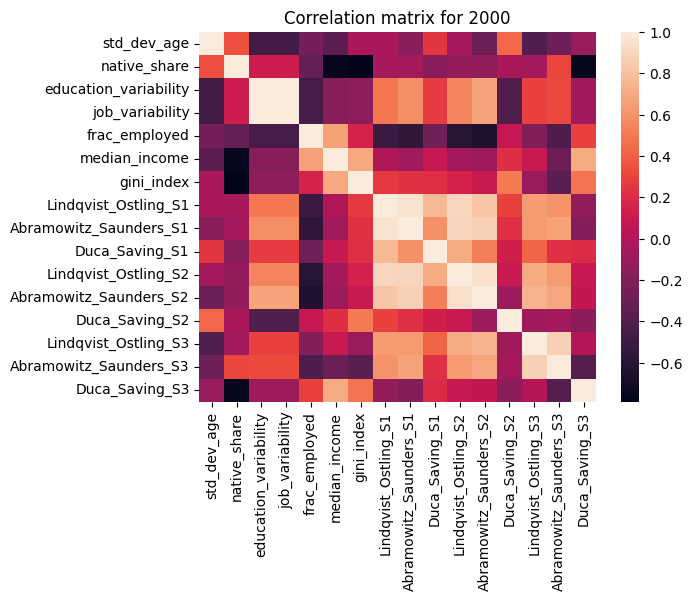 Correlation matrix for 2000
std_dev_age
native_share
education_variability
job_variability
frac_employed
median_income
gini_index
Lindqvist_Ostling_S1
Abramowitz_Saunders_S1
Duca_Saving_S1
Lindqvist_Ostling_S2
Abramowitz_Saunders_S2
Duca_Saving_S2
Lindqvist_Ostling_S3
Abramowitz_Saunders_S3
Duca_Saving_S3
std_dev_age
native_share
education_variability
job_variability
frac_employed
median_income
gini_index
Lindqvist_Ostling_S1
Abramowitz_Saunders_S1
Duca_Saving_S1
Lindqvist_Ostling_S2
Abramowitz_Saunders_S2
Duca_Saving_S2
Lindqvist_Ostling_S3
Abramowitz_Saunders_S3
Duca_Saving_S3
1.0
0.8
0.6
0.4
0.2
0.0
−0.2
−0.4
−0.6